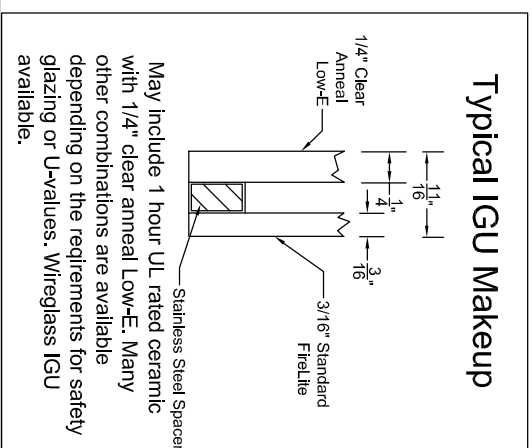 Typical IGU Makeup
11/16"
1/4"
3/16"
1/4" Clear
Anneal
Low-E
3/16" Standard
FireLite
Stainless Steel Spacer
May include 1 hour UL rated ceramic
with 1/4" clear anneal Low-E. Many
other combinations are available
depending on the reqirements for safety
glazing or U-values. Wireglass IGU
available.